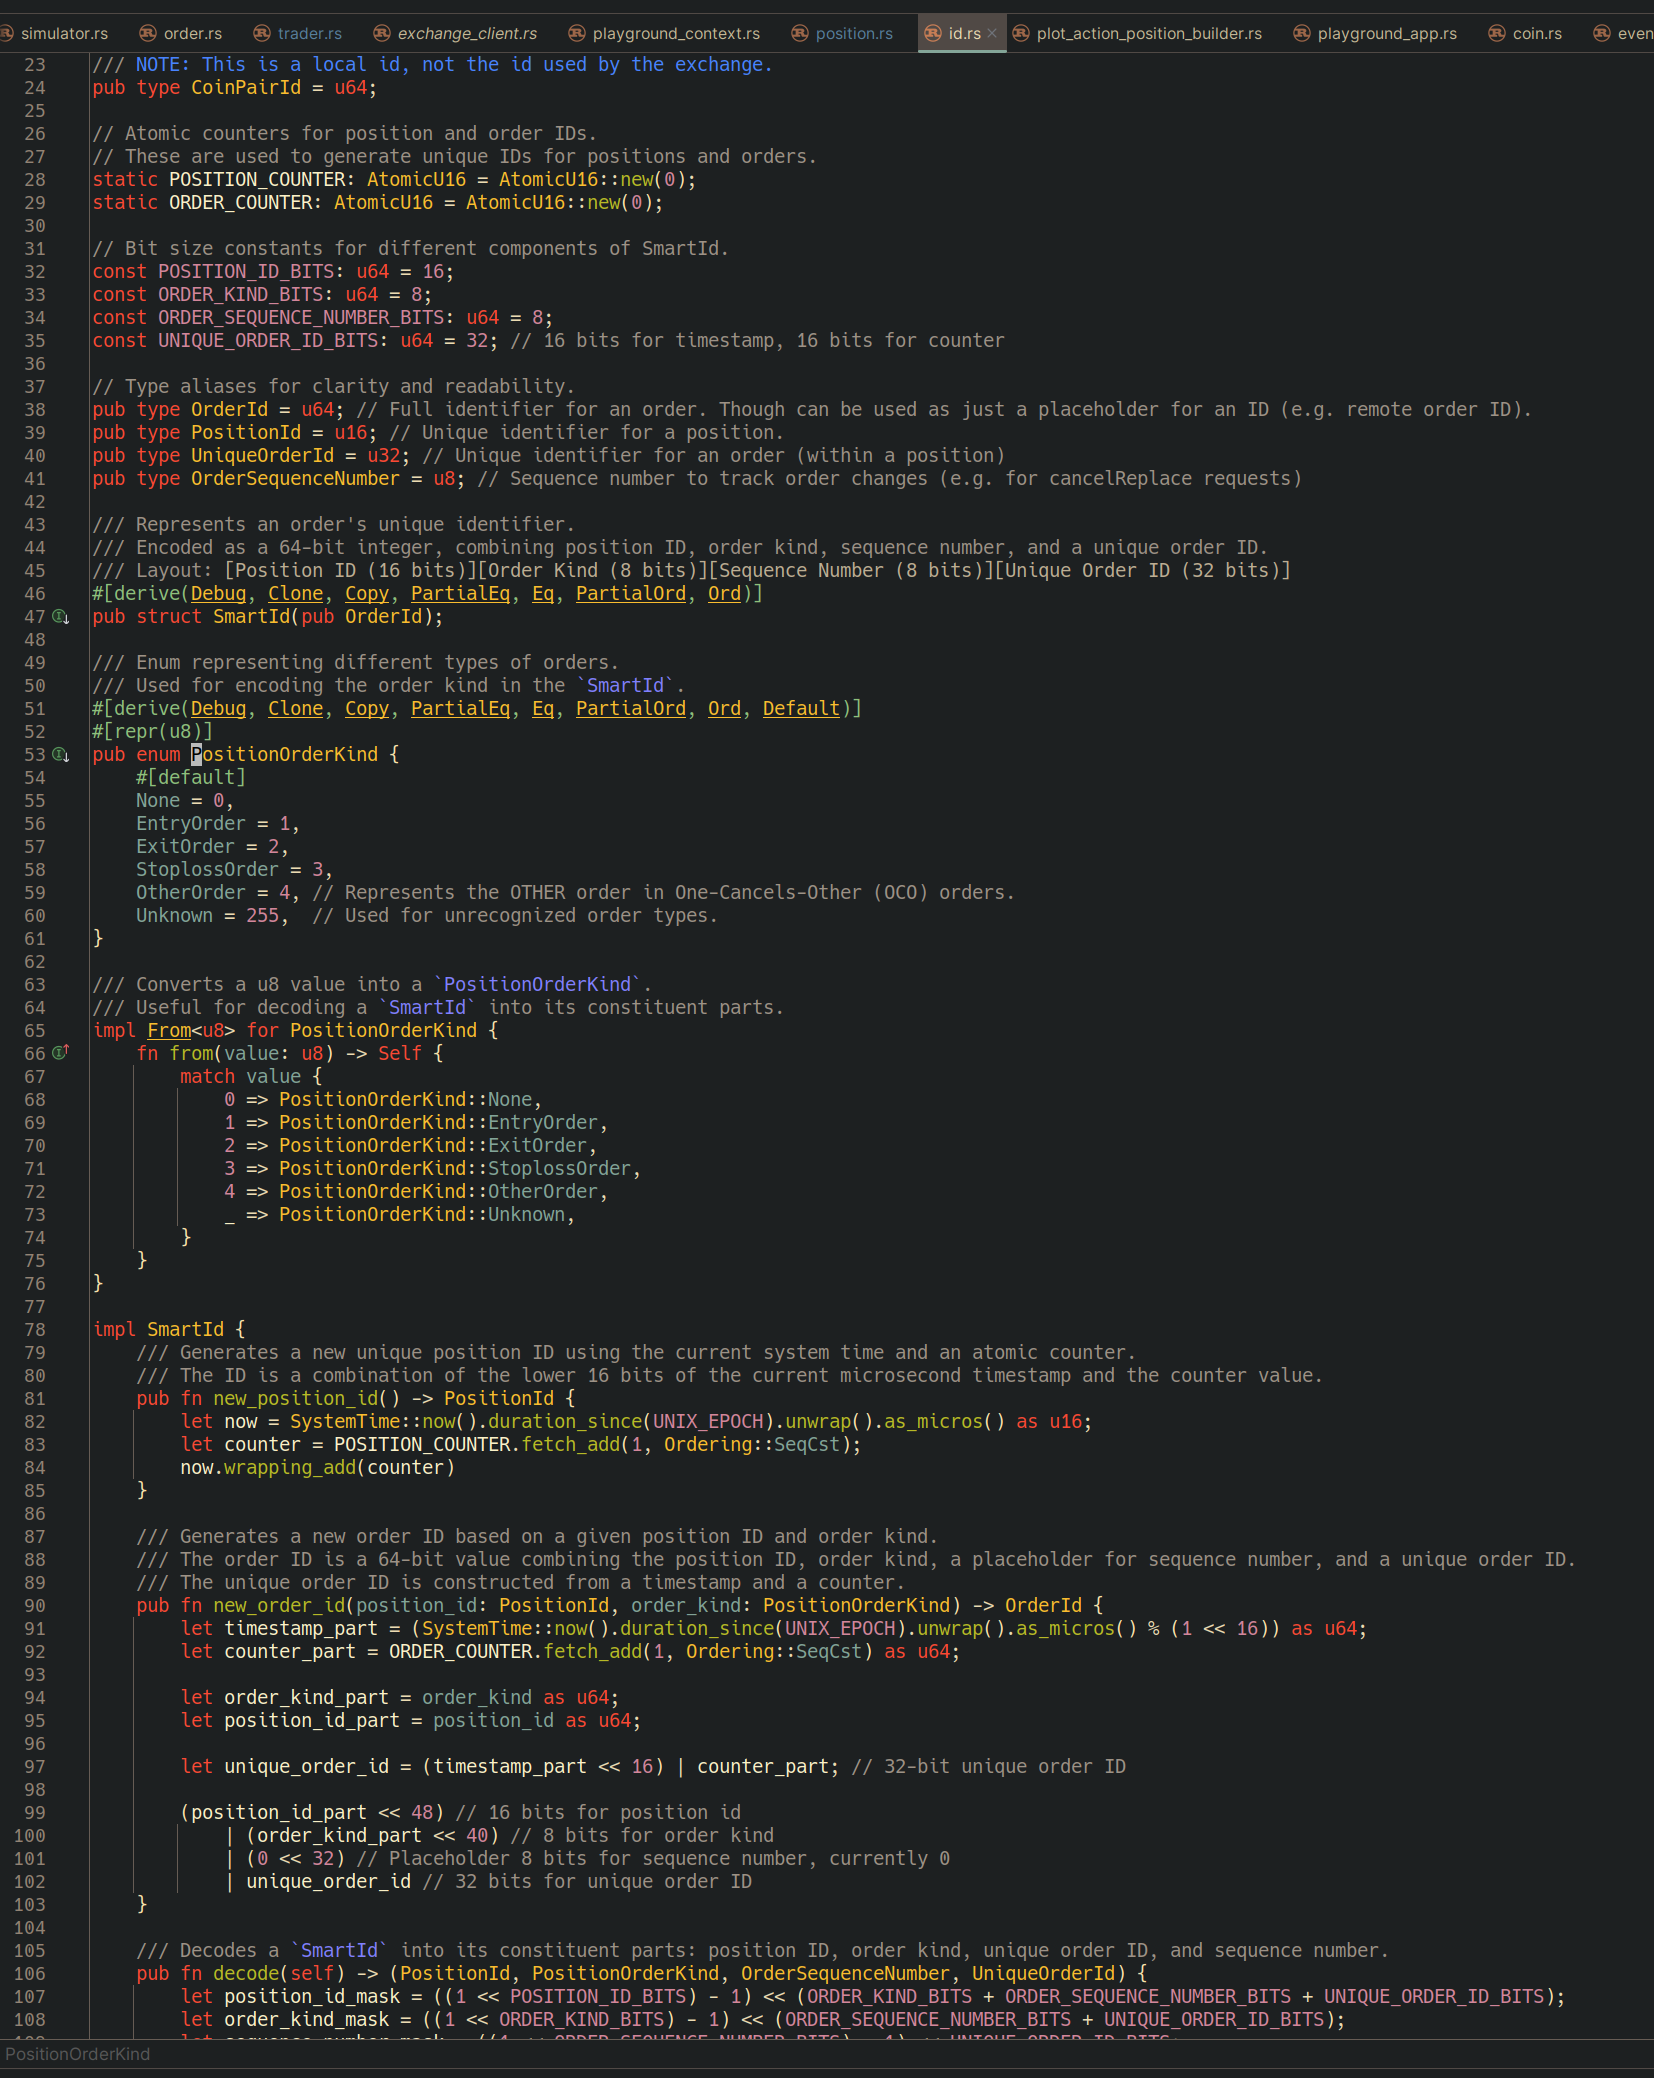 simulator.rs order.rs trader.rs exchange_client.rs playground_context.rs position.rs id.rs plot_action_position_builder.rs playground_app.rs coin.rs even
23 /// NOTE: This is a local id, not the id used by the exchange.
24 pub type CoinPairId = u64;
25
26 // Atomic counters for position and order IDs.
27 // These are used to generate unique IDs for positions and orders.
28 static POSITION_COUNTER: AtomicU16 = AtomicU16::new(0);
29 static ORDER_COUNTER: AtomicU16 = AtomicU16::new(0);
30
31 // Bit size constants for different components of SmartId.
32 const POSITION_ID_BITS: u64 = 16;
33 const ORDER_KIND_BITS: u64 = 8;
34 const ORDER_SEQUENCE_NUMBER_BITS: u64 = 8;
35 const UNIQUE_ORDER_ID_BITS: u64 = 32; // 16 bits for timestamp, 16 bits for counter
36
37 // Type aliases for clarity and readability.
38 pub type OrderId = u64; // Full identifier for an order. Though can be used as just a placeholder for an ID (e.g. remote order ID).
39 pub type PositionId = u16; // Unique identifier for a position.
40 pub type UniqueOrderId = u32; // Unique identifier for an order (within a position)
41 pub type OrderSequenceNumber = u8; // Sequence number to track order changes (e.g. for cancelReplace requests)
42
43 /// Represents an order's unique identifier.
44 /// Encoded as a 64-bit integer, combining position ID, order kind, sequence number, and a unique order ID.
45 /// Layout: [Position ID (16 bits)][Order Kind (8 bits)][Sequence Number (8 bits)][Unique Order ID (32 bits)]
46 #[derive(Debug, Clone, Copy, PartialEq, Eq, PartialOrd, Ord)]
47 pub struct SmartId(pub OrderId);
48
49 /// Enum representing different types of orders.
50 /// Used for encoding the order kind in the `SmartId`.
51 #[derive(Debug, Clone, Copy, PartialEq, Eq, PartialOrd, Ord, Default)]
52 #[repr(u8)]
53 pub enum PositionOrderKind {
54     #[default]
55     None = 0,
56     EntryOrder = 1,
57     ExitOrder = 2,
58     StoplossOrder = 3,
59     OtherOrder = 4, // Represents the OTHER order in One-Cancels-Other (OCO) orders.
60     Unknown = 255,  // Used for unrecognized order types.
61 }
62
63 /// Converts a u8 value into a `PositionOrderKind`.
64 /// Useful for decoding a `SmartId` into its constituent parts.
65 impl From<u8> for PositionOrderKind {
66     fn from(value: u8) -> Self {
67         match value {
68             0 => PositionOrderKind::None,
69             1 => PositionOrderKind::EntryOrder,
70             2 => PositionOrderKind::ExitOrder,
71             3 => PositionOrderKind::StoplossOrder,
72             4 => PositionOrderKind::OtherOrder,
73             _ => PositionOrderKind::Unknown,
74         }
75     }
76 }
77
78 impl SmartId {
79     /// Generates a new unique position ID using the current system time and an atomic counter.
80     /// The ID is a combination of the lower 16 bits of the current microsecond timestamp and the counter value.
81     pub fn new_position_id() -> PositionId {
82         let now = SystemTime::now().duration_since(UNIX_EPOCH).unwrap().as_micros() as u16;
83         let counter = POSITION_COUNTER.fetch_add(1, Ordering::SeqCst);
84         now.wrapping_add(counter)
85     }
86
87     /// Generates a new order ID based on a given position ID and order kind.
88     /// The order ID is a 64-bit value combining the position ID, order kind, a placeholder for sequence number, and a unique order ID.
89     /// The unique order ID is constructed from a timestamp and a counter.
90     pub fn new_order_id(position_id: PositionId, order_kind: PositionOrderKind) -> OrderId {
91         let timestamp_part = (SystemTime::now().duration_since(UNIX_EPOCH).unwrap().as_micros() % (1 << 16)) as u64;
92         let counter_part = ORDER_COUNTER.fetch_add(1, Ordering::SeqCst) as u64;
93
94         let order_kind_part = order_kind as u64;
95         let position_id_part = position_id as u64;
96
97         let unique_order_id = (timestamp_part << 16) | counter_part; // 32-bit unique order ID
98
99         (position_id_part << 48) // 16 bits for position id
100             | (order_kind_part << 40) // 8 bits for order kind
101             | (0 << 32) // Placeholder 8 bits for sequence number, currently 0
102             | unique_order_id // 32 bits for unique order ID
103     }
104
105     /// Decodes a `SmartId` into its constituent parts: position ID, order kind, unique order ID, and sequence number.
106     pub fn decode(self) -> (PositionId, PositionOrderKind, OrderSequenceNumber, UniqueOrderId) {
107         let position_id_mask = ((1 << POSITION_ID_BITS) - 1) << (ORDER_KIND_BITS + ORDER_SEQUENCE_NUMBER_BITS + UNIQUE_ORDER_ID_BITS);
108         let order_kind_mask = ((1 << ORDER_KIND_BITS) - 1) << (ORDER_SEQUENCE_NUMBER_BITS + UNIQUE_ORDER_ID_BITS);
PositionOrderKind